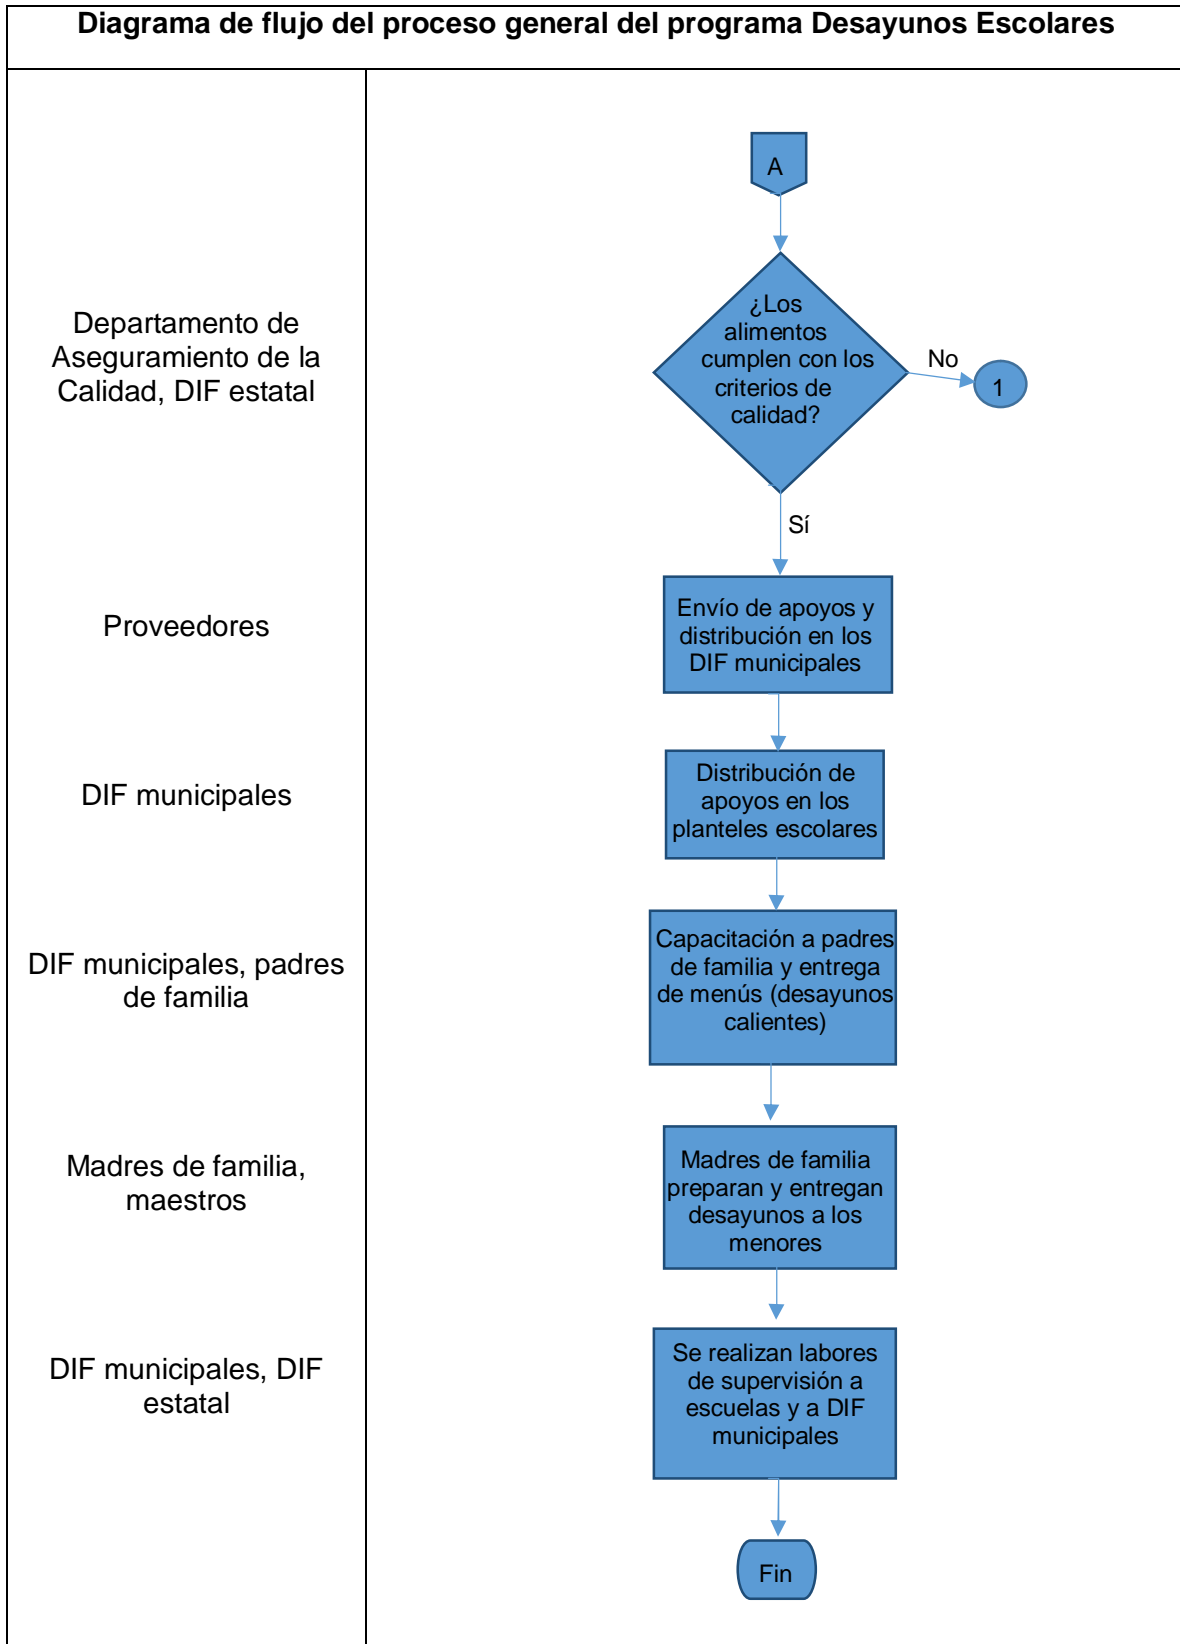 Diagrama de flujo del proceso general del programa Desayunos Escolares
A
Departamento de
Aseguramiento de la
Calidad, DIF estatal
¿Los
alimentos
cumplen con los
criterios de
calidad?
No
1
Sí
Proveedores
Envío de apoyos y
distribución en los
DIF municipales
DIF municipales
Distribución de
apoyos en los
planteles escolares
DIF municipales, padres
de familia
Capacitación a padres
de familia y entrega
de menús (desayunos
calientes)
Madres de familia,
maestros
Madres de familia
preparan y entregan
desayunos a los
menores
DIF municipales, DIF
estatal
Se realizan labores
de supervisión a
escuelas y a DIF
municipales
Fin